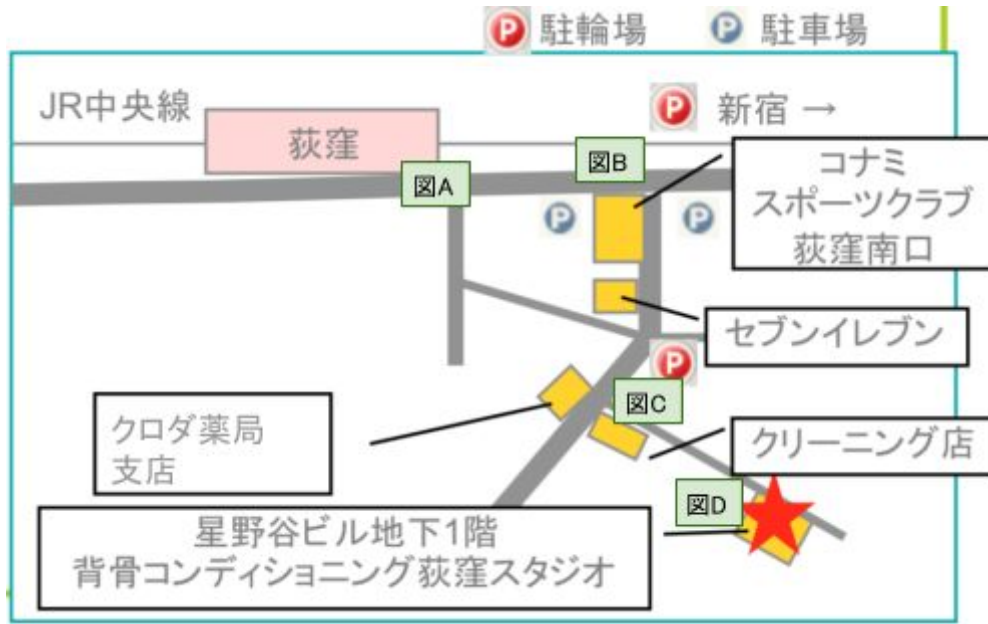 P 駐輪場 P 駐車場
JR中央線
P 新宿 →
荻窪
図A
図B
コナミ
スポーツクラブ
荻窪南口
P
P
セブンイレブン
P
図C
クロダ薬局
支店
クリーニング店
図D
星野谷ビル地下1階
背骨コンディショニング荻窪スタジオ